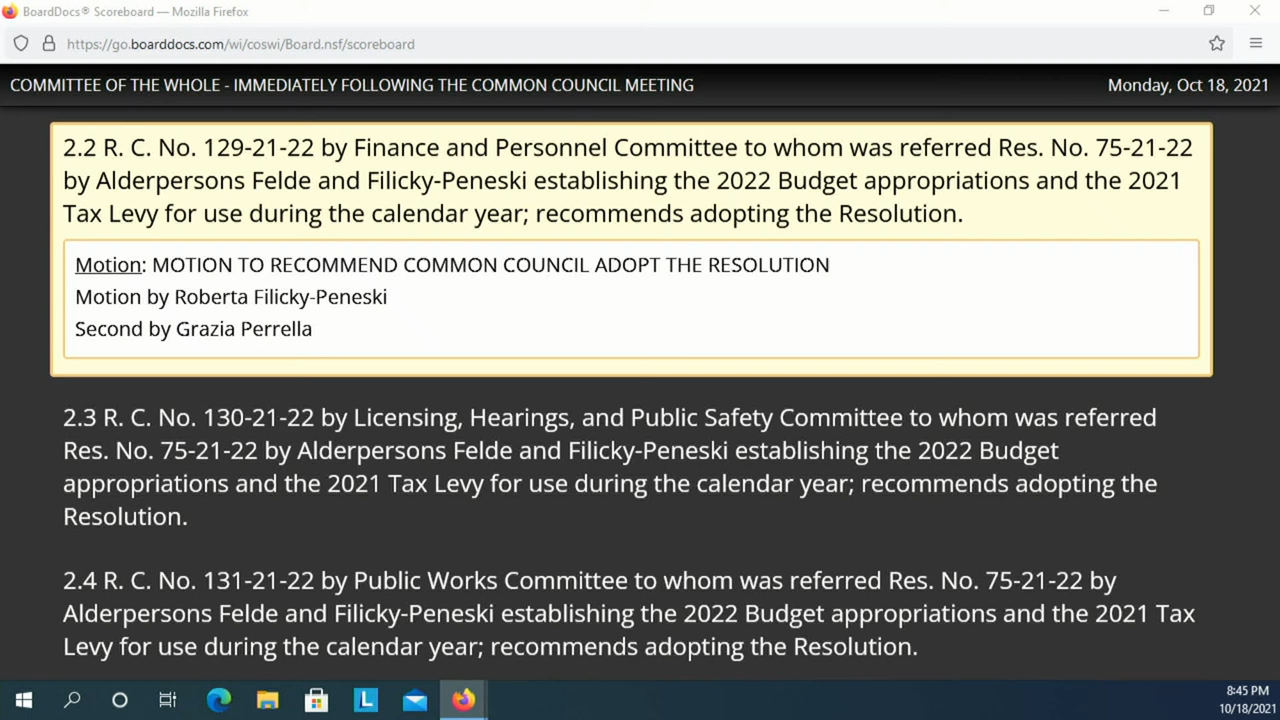 BoardDocs® Scoreboard — Mozilla Firefox
https://go.boarddocs.com/wi/coswi/Board.nsf/scoreboard
COMMITTEE OF THE WHOLE - IMMEDIATELY FOLLOWING THE COMMON COUNCIL MEETING
Monday, Oct 18, 2021
2.2 R. C. No. 129-21-22 by Finance and Personnel Committee to whom was referred Res. No. 75-21-22
by Alderpersons Felde and Filicky-Peneski establishing the 2022 Budget appropriations and the 2021
Tax Levy for use during the calendar year; recommends adopting the Resolution.
Motion: MOTION TO RECOMMEND COMMON COUNCIL ADOPT THE RESOLUTION
Motion by Roberta Filicky-Peneski
Second by Grazia Perrella
2.3 R. C. No. 130-21-22 by Licensing, Hearings, and Public Safety Committee to whom was referred
Res. No. 75-21-22 by Alderpersons Felde and Filicky-Peneski establishing the 2022 Budget
appropriations and the 2021 Tax Levy for use during the calendar year; recommends adopting the
Resolution.
2.4 R. C. No. 131-21-22 by Public Works Committee to whom was referred Res. No. 75-21-22 by
Alderpersons Felde and Filicky-Peneski establishing the 2022 Budget appropriations and the 2021 Tax
Levy for use during the calendar year; recommends adopting the Resolution.
L
8:45 PM
10/18/2021